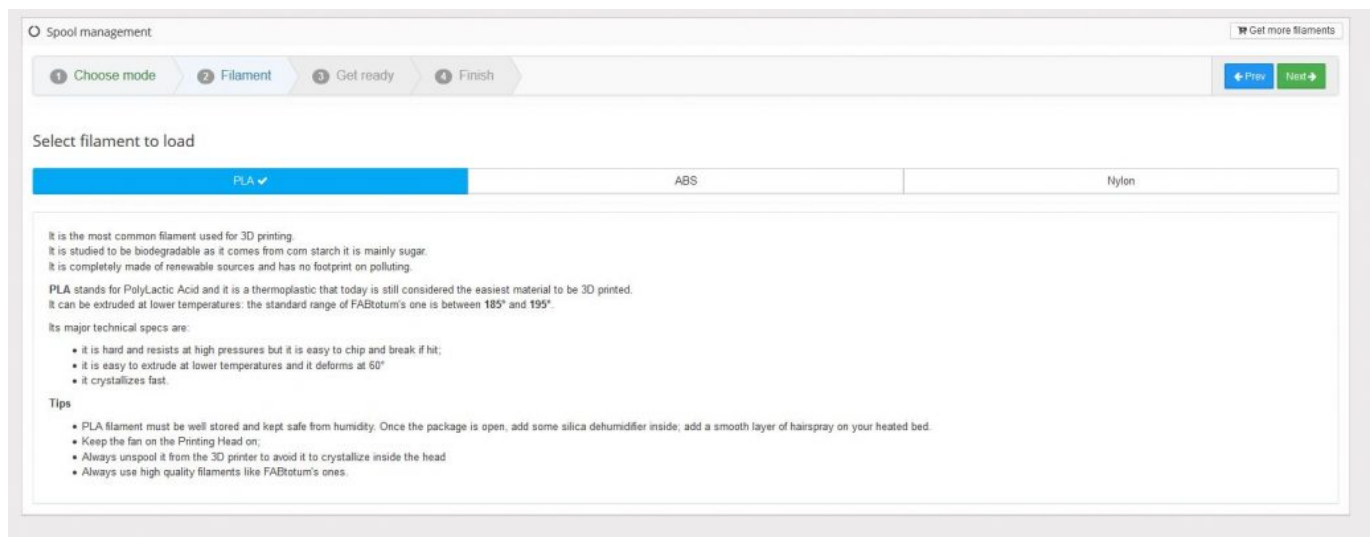 Spool management
Get more filaments
1 Choose mode
2 Filament
3 Get ready
4 Finish
Prev
Next
Select filament to load
PLA
ABS
Nylon
It is the most common filament used for 3D printing.
It is studied to be biodegradable as it comes from corn starch it is mainly sugar.
It is completely made of renewable sources and has no footprint on polluting.
PLA stands for PolyLactic Acid and it is a thermoplastic that today is still considered the easiest material to be 3D printed.
It can be extruded at lower temperatures: the standard range of FABtotum's one is between 185° and 195°.
Its major technical specs are:
• it is hard and resists at high pressures but it is easy to chip and break if hit;
• it is easy to extrude at lower temperatures and it deforms at 60°
• it crystallizes fast.
Tips
• PLA filament must be well stored and kept safe from humidity. Once the package is open, add some silica dehumidifier inside; add a smooth layer of hairspray on your heated bed.
• Keep the fan on the Printing Head on;
• Always unspool it from the 3D printer to avoid it to crystallize inside the head
• Always use high quality filaments like FABtotum's ones.